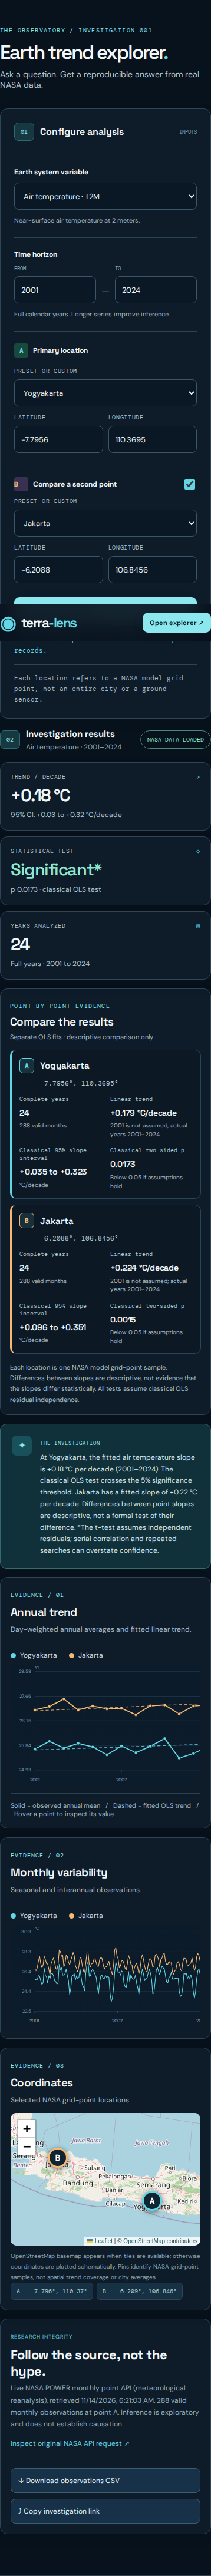 THE OBSERVATORY / INVESTIGATION 001
Earth trend explorer.
Ask a question. Get a reproducible answer from real
NASA data.
01
Configure analysis
INPUTS
Earth system variable
Air temperature · T2M
Near-surface air temperature at 2 meters.
Time horizon
FROM
TO
2001
—
2024
Full calendar years. Longer series improve inference.
A
Primary location
PRESET OR CUSTOM
Yogyakarta
LATITUDE
LONGITUDE
-7.7956
110.3695
B
Compare a second point
PRESET OR CUSTOM
Jakarta
LATITUDE
LONGITUDE
-6.2088
106.8456
terra-lens
Open explorer ↗
records.
Each location refers to a NASA model grid
point, not an entire city or a ground
sensor.
02
Investigation results
Air temperature · 2001–2024
NASA DATA LOADED
TREND / DECADE
↗
+0.18 °C
95% CI: +0.03 to +0.32 °C/decade
STATISTICAL TEST
◇
Significant*
p 0.0173 · classical OLS test
YEARS ANALYZED
24
Full years · 2001 to 2024
POINT-BY-POINT EVIDENCE
Compare the results
Separate OLS fits · descriptive comparison only
A
Yogyakarta
-7.7956°, 110.3695°
Complete years
Linear trend
24
+0.179 °C/decade
288 valid months
2001 is not assumed; actual
years 2001–2024
Classical 95% slope
interval
Classical two-sided p
+0.035 to +0.323
0.0173
°C/decade
Below 0.05 if assumptions
hold
B
Jakarta
-6.2088°, 106.8456°
Complete years
Linear trend
24
+0.224 °C/decade
288 valid months
2001 is not assumed; actual
years 2001–2024
Classical 95% slope
interval
Classical two-sided p
+0.096 to +0.351
0.0015
°C/decade
Below 0.05 if assumptions
hold
Each location is one NASA model grid-point sample.
Differences between slopes are descriptive, not evidence that
the slopes differ statistically. All tests assume classical OLS
residual independence.
✦
THE INVESTIGATION
At Yogyakarta, the fitted air temperature slope
is +0.18 °C per decade (2001–2024). The
classical OLS test crosses the 5% significance
threshold. Jakarta has a fitted slope of +0.22 °C
per decade. Differences between point slopes
are descriptive, not a formal test of their
difference. *The t-test assumes independent
residuals; serial correlation and repeated
searches can overstate confidence.
EVIDENCE / 01
Annual trend
Day-weighted annual averages and fitted linear trend.
Yogyakarta
Jakarta
°C
2001
2007
Solid = observed annual mean / Dashed = fitted OLS trend /
Hover a point to inspect its value.
EVIDENCE / 02
Monthly variability
Seasonal and interannual observations.
Yogyakarta
Jakarta
°C
2001
2007
EVIDENCE / 03
Coordinates
Selected NASA grid-point locations.
+
−
Jawa Barat
Jawa Tengah
Serang
B
Subang
Pati
Bandung
Pekalongan
Blora
Banjar
Semarang
Cilacap
A
Kediri
Leaflet | © OpenStreetMap contributors
OpenStreetMap basemap appears when tiles are available; otherwise
coordinates are plotted schematically. Pins identify NASA grid-point
samples, not spatial trend coverage or city averages.
A · -7.796°, 110.37°
B · -6.209°, 106.846°
RESEARCH INTEGRITY
Follow the source, not the
hype.
Live NASA POWER monthly point API (meteorological
reanalysis), retrieved 11/14/2026, 6:21:03 AM. 288 valid
monthly observations at point A. Inference is exploratory
and does not establish causation.
Inspect original NASA API request ↗
↓ Download observations CSV
⤴ Copy investigation link